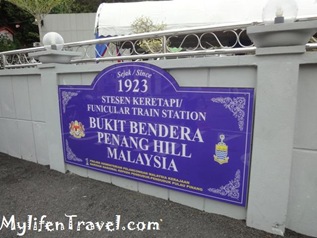 Sejak / Since
1923
STESEN KERETAPI/
FUNICULAR TRAIN STATION
BUKIT BENDERA
PENANG HILL
MALAYSIA
MylifenTravel.com